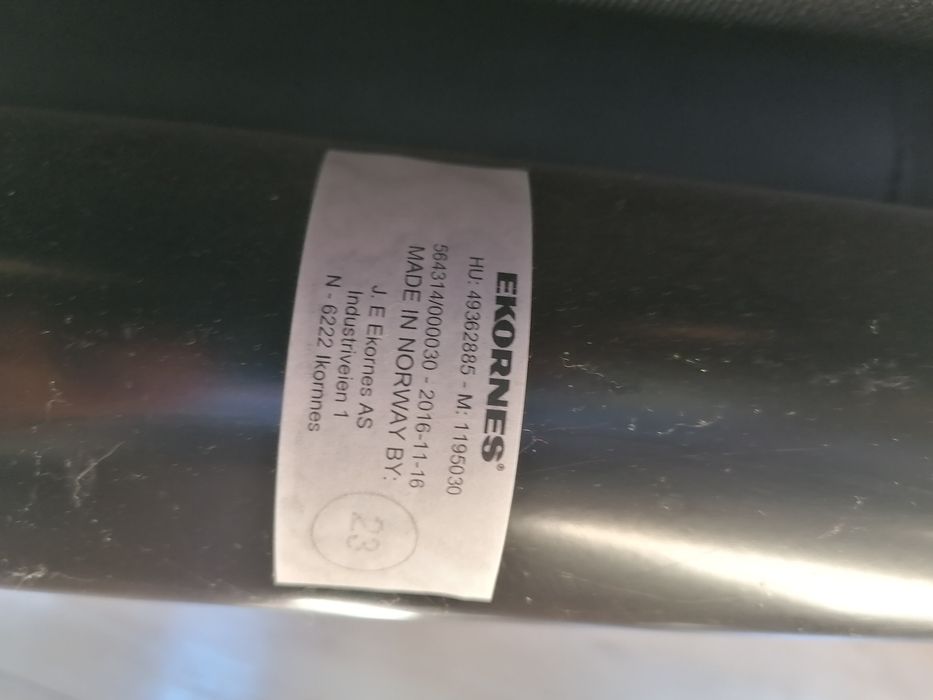 EKORNES®
HU: 49362885 - M: 1195030
564314/000030 - 2016-11-16
MADE IN NORWAY BY:
J. E Ekornes AS
Industriveien 1
N - 6222 Ikornnes
23